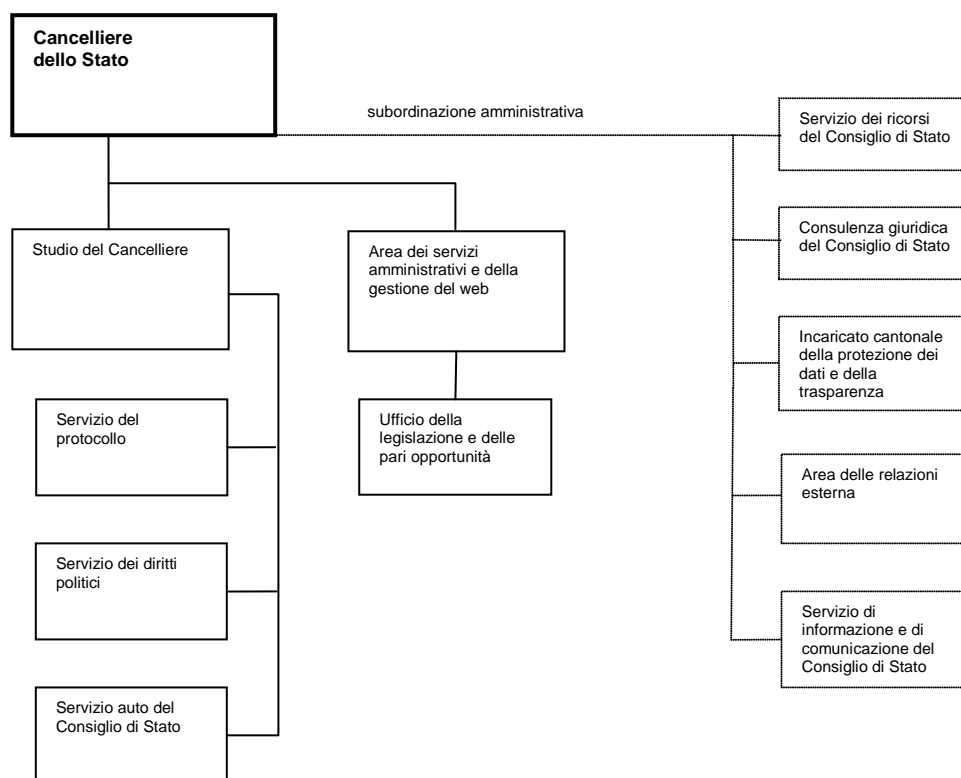 Cancelliere
dello Stato
subordinazione amministrativa
Servizio dei ricorsi
del Consiglio di Stato
Studio del Cancelliere
Area dei servizi
amministrativi e della
gestione del web
Consulenza giuridica
del Consiglio di Stato
Incaricato cantonale
della protezione dei
dati e della
trasparenza
Servizio del
protocollo
Ufficio della
legislazione e delle
pari opportunità
Area delle relazioni
esterna
Servizio dei diritti
politici
Servizio di
informazione e di
comunicazione del
Consiglio di Stato
Servizio auto del
Consiglio di Stato